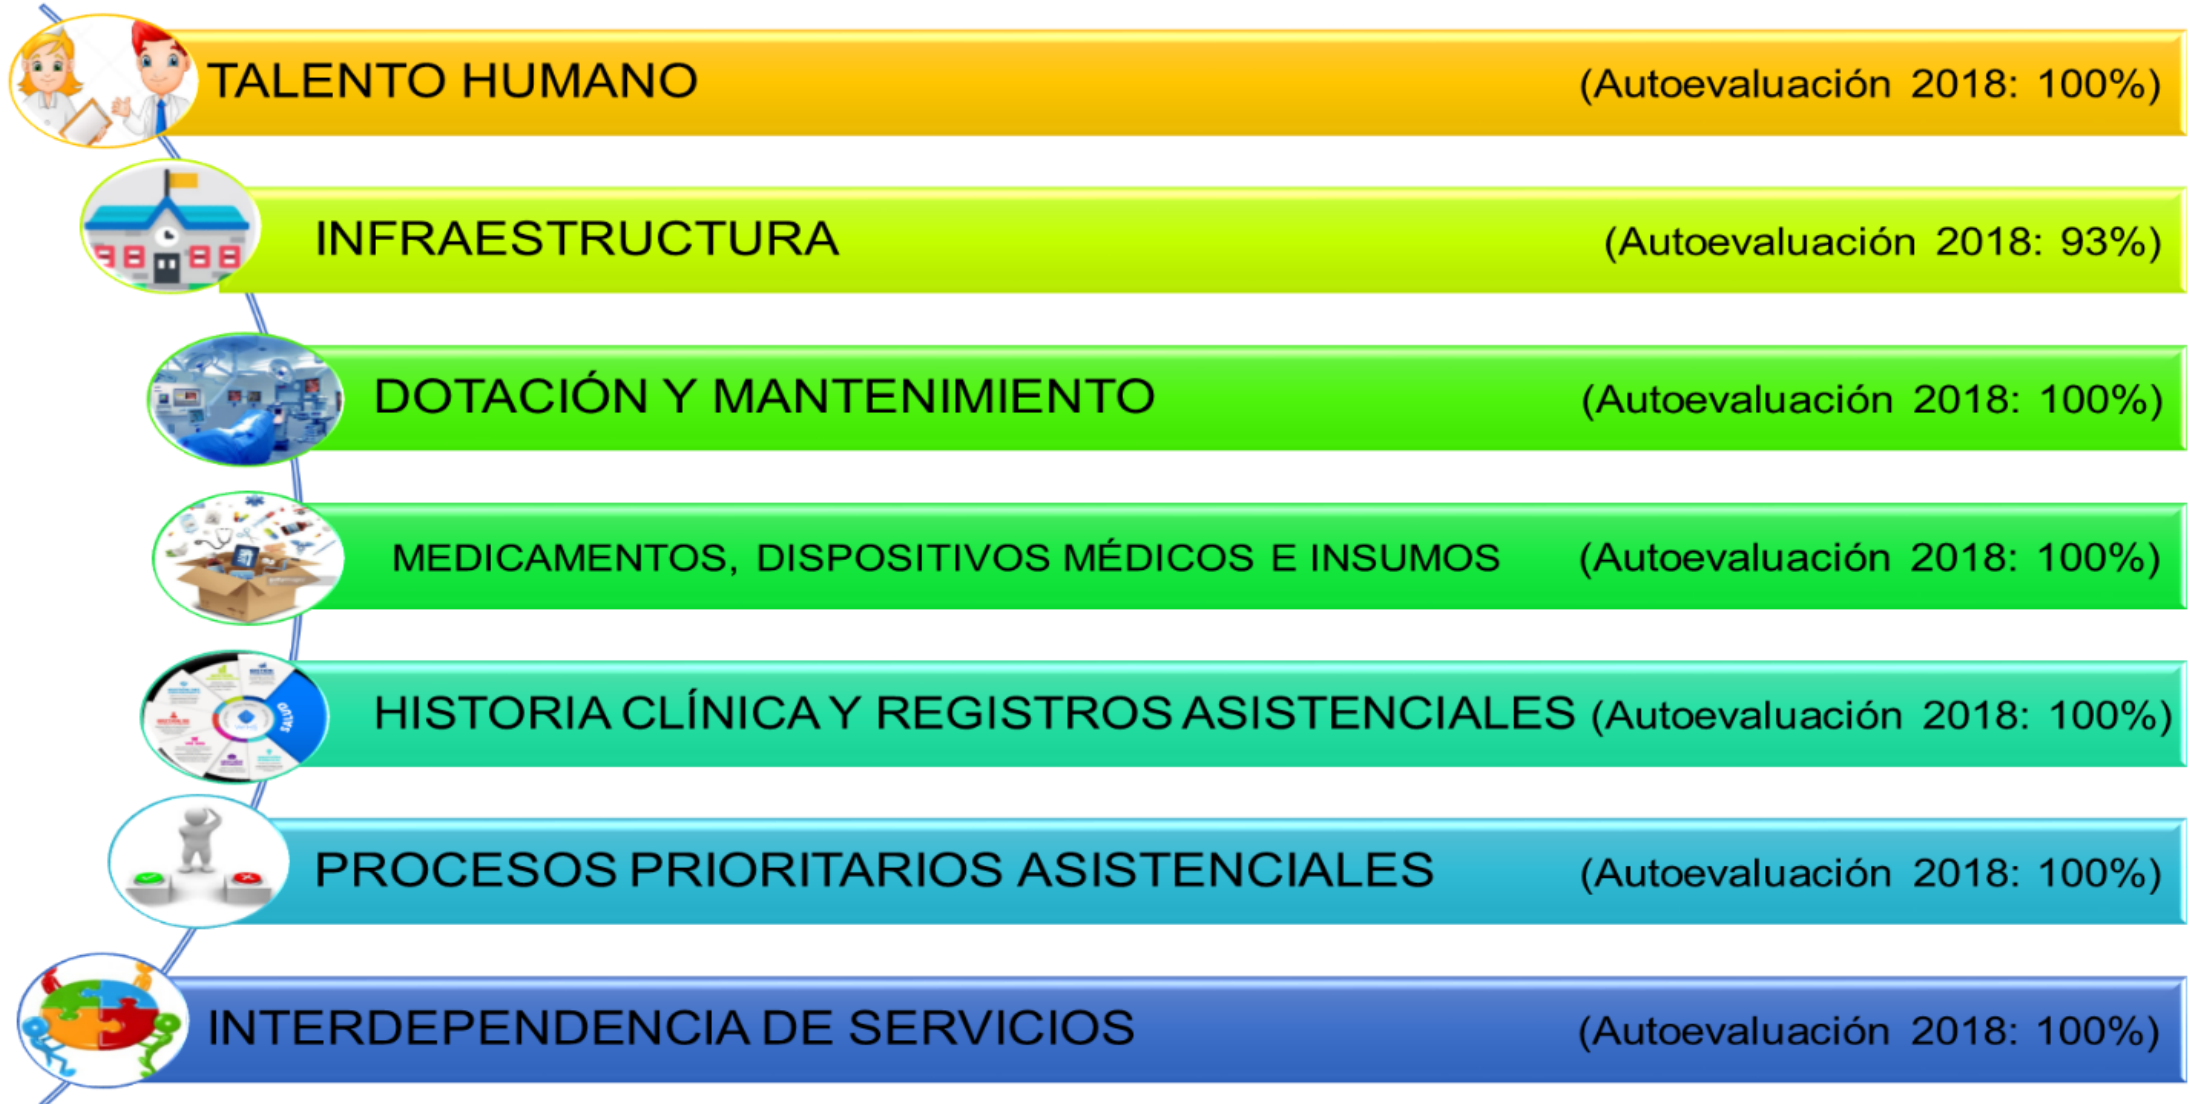 TALENTO HUMANO (Autoevaluación 2018: 100%)
INFRAESTRUCTURA (Autoevaluación 2018: 93%)
DOTACIÓN Y MANTENIMIENTO (Autoevaluación 2018: 100%)
MEDICAMENTOS, DISPOSITIVOS MÉDICOS E INSUMOS (Autoevaluación 2018: 100%)
SALUD
HISTORIA CLÍNICA Y REGISTROS ASISTENCIALES (Autoevaluación 2018: 100%)
PROCESOS PRIORITARIOS ASISTENCIALES (Autoevaluación 2018: 100%)
INTERDEPENDENCIA DE SERVICIOS (Autoevaluación 2018: 100%)